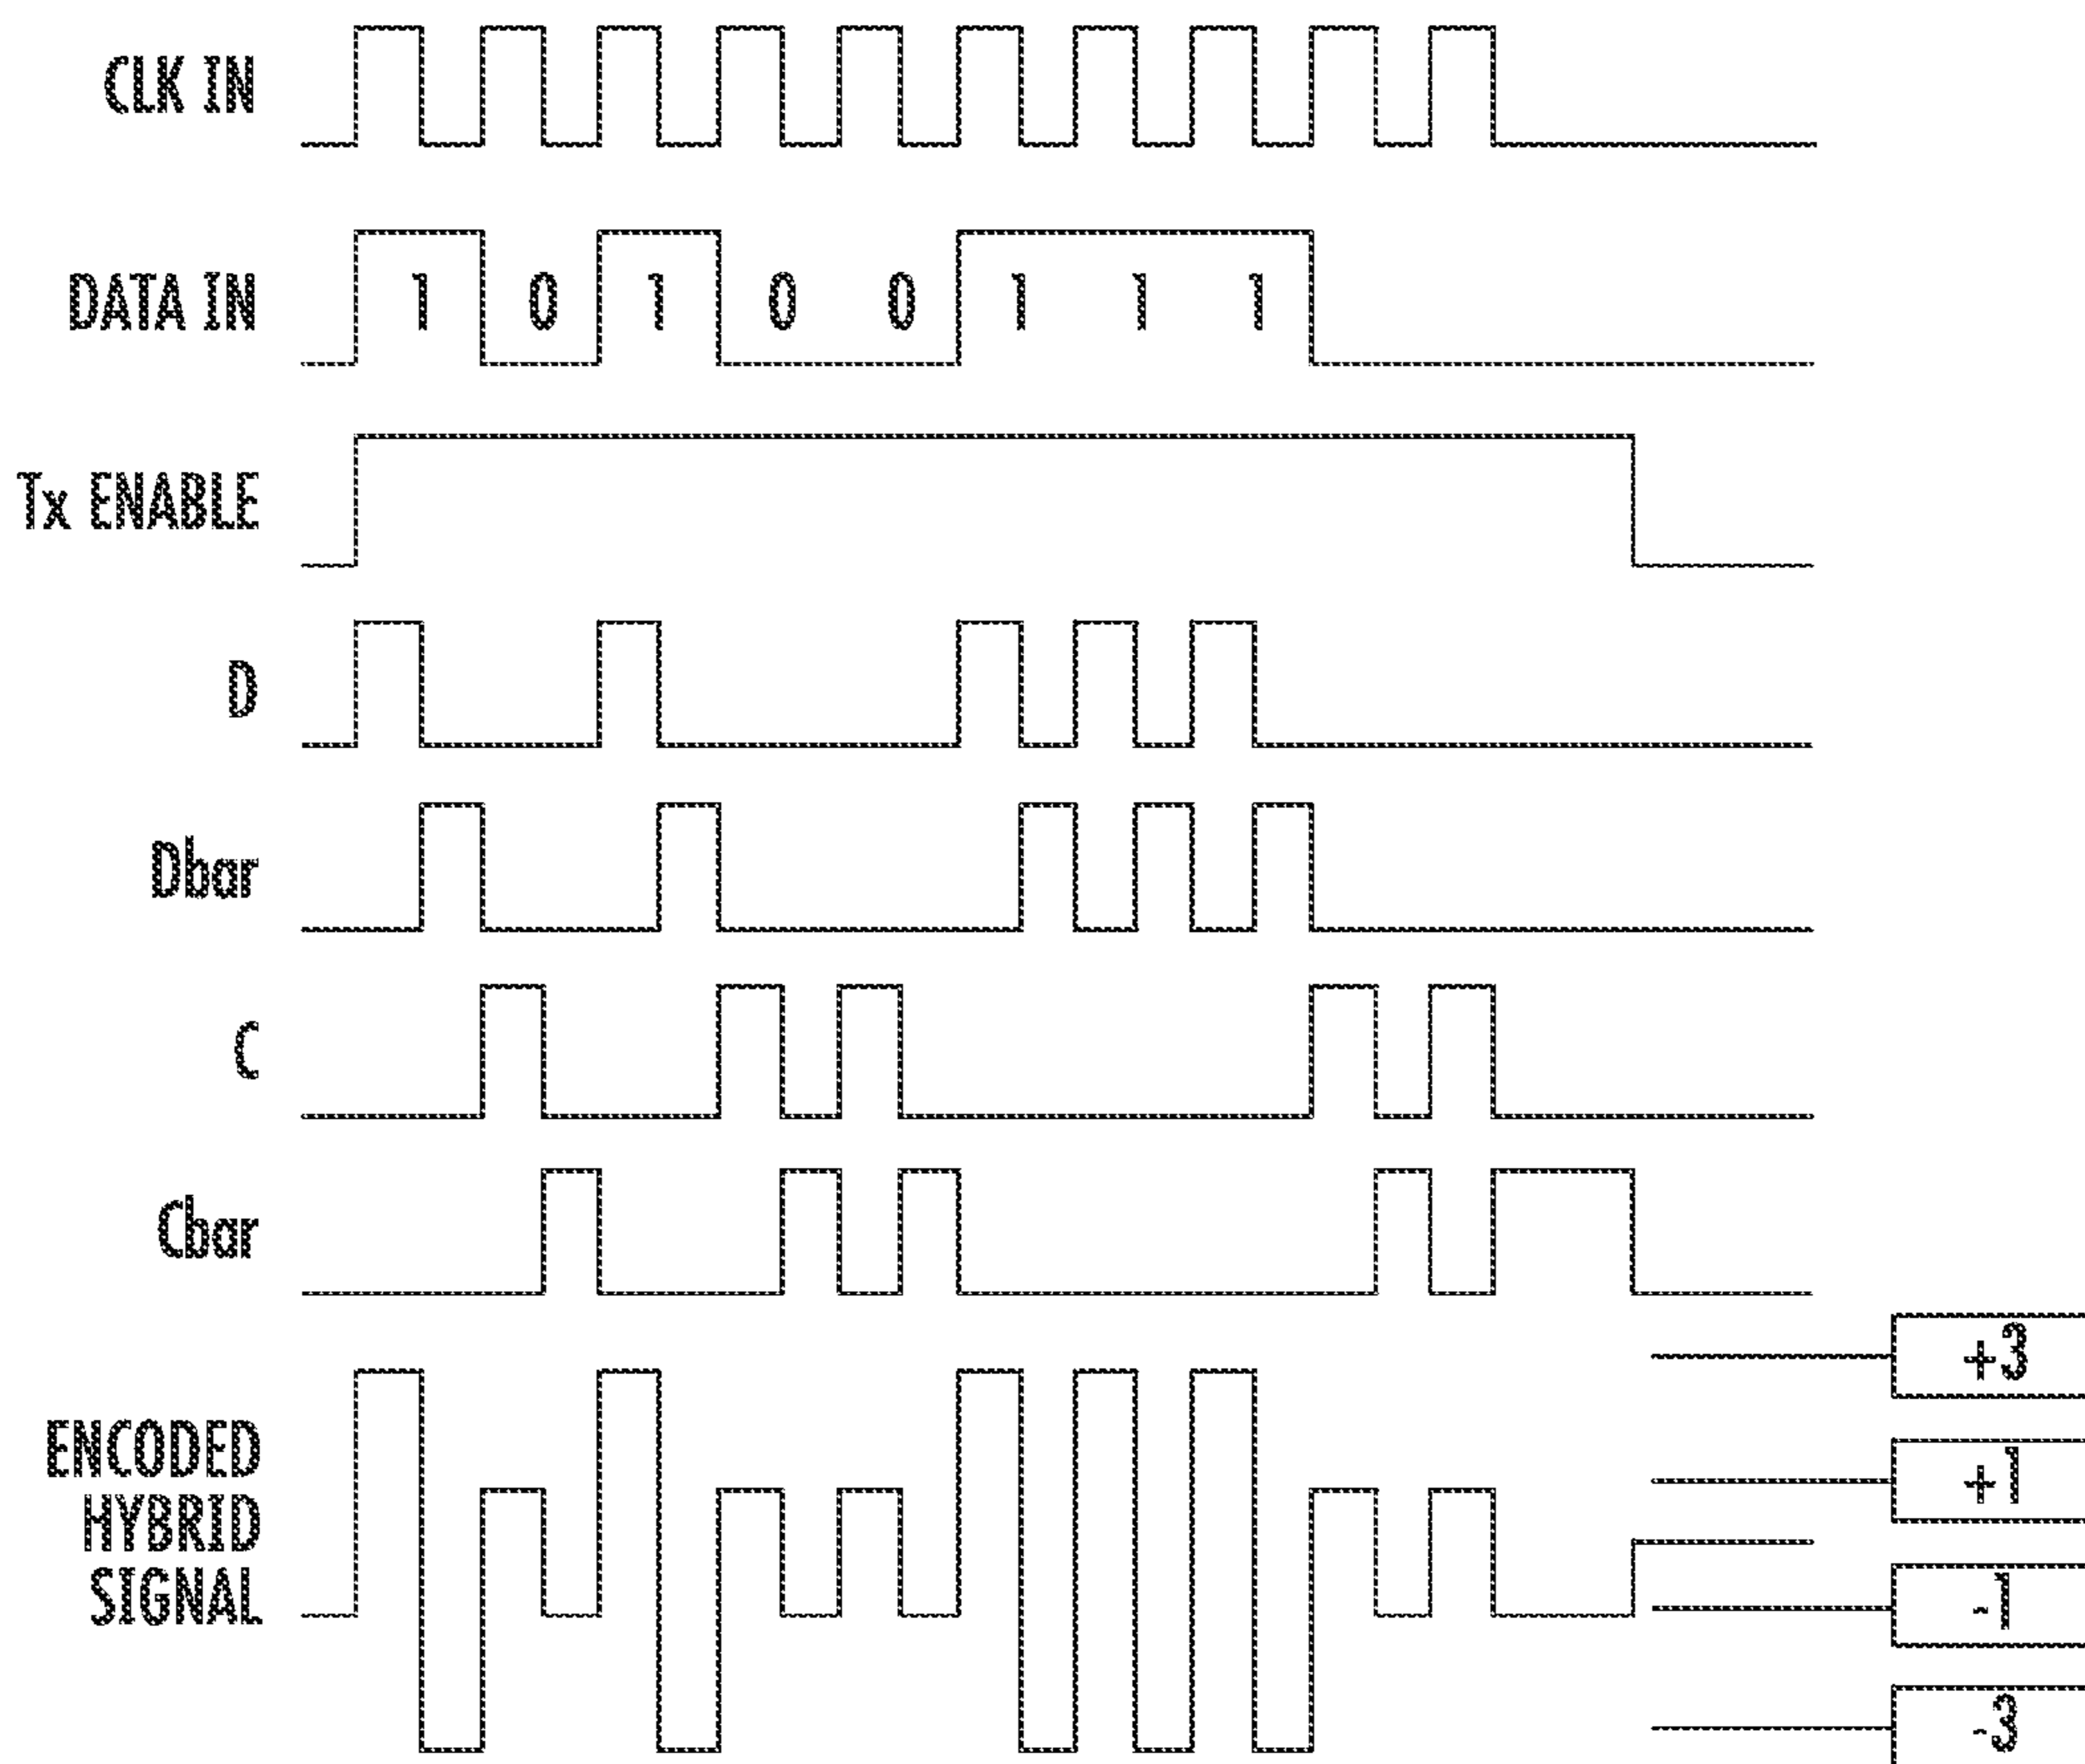 CLK IN
DATA IN
1 0 1 0 0 1 1 1
Tx ENABLE
D
Dbar
C
Cbar
ENCODED
HYBRID
SIGNAL
+3
+1
-1
-3